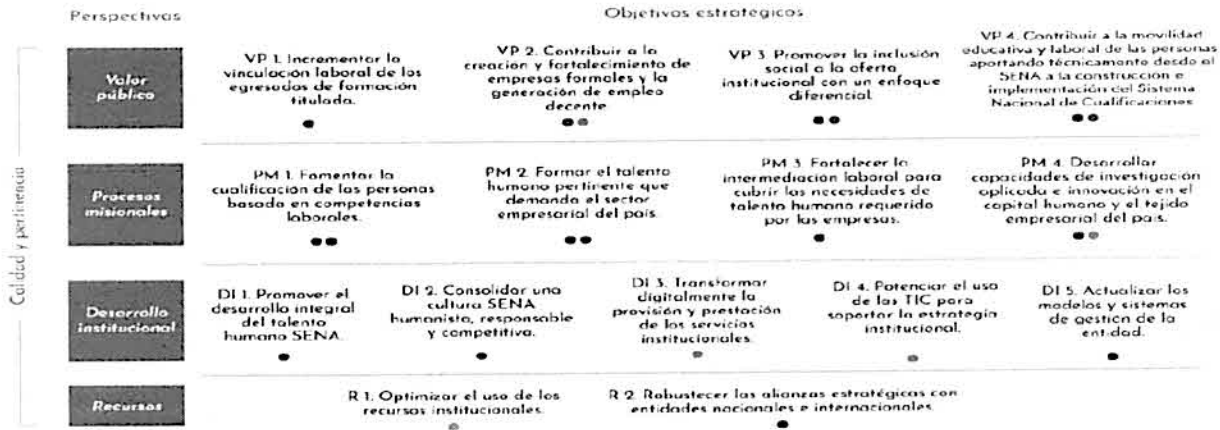 Perspectivas
Objetivos estratégicos
Calidad y pertinencia
Valor
público
VP 1. Incrementar la
vinculación laboral de los
egresados de formación
titulada.
VP 2. Contribuir a la
creación y fortalecimiento de
empresas formales y la
generación de empleo
decente
VP 3 Promover la inclusión
social a la oferta
institucional con un enfoque
diferencial.
VP 4. Contribuir a la movilidad
educativa y laboral de las personas
aportando técnicamente desde el
SENA a la construcción e
implementación del Sistema
Nacional de Cualificaciones
Procesos
misionales
PM 1. Fomentar la
cualificación de las personas
basada en competencias
laborales.
PM 2. Formar el talento
humano pertinente que
demanda el sector
empresarial del país.
PM 3. Fortalecer la
intermediación laboral para
cubrir las necesidades de
talento humano requerido
por las empresas.
PM 4. Desarrollar
capacidades de investigación
aplicada e innovación en el
capital humano y el tejido
empresarial del país.
Desarrollo
institucional
DI 1. Promover el
desarrollo integral
del talento
humano SENA.
DI 2. Consolidar una
cultura SENA
humanista, responsable
y competitiva.
DI 3. Transformar
digitalmente la
provisión y prestación
de los servicios
institucionales.
DI 4. Potenciar el uso
de las TIC para
soportar la estrategia
institucional.
DI 5. Actualizar los
modelos y sistemas
de gestión de la
entidad.
Recursos
R 1. Optimizar el uso de los
recursos institucionales.
R 2. Robustecer las alianzas estratégicas con
entidades nacionales e internacionales.